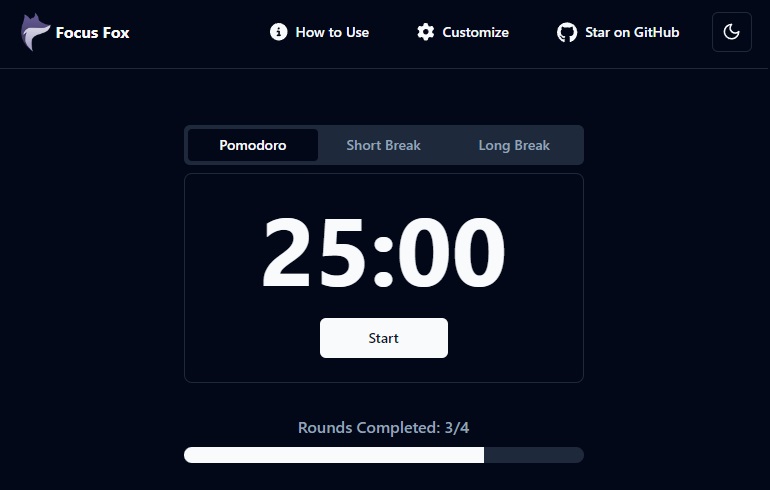 Focus Fox
How to Use
Customize
Star on GitHub
Pomodoro
Short Break
Long Break
25:00
Start
Rounds Completed: 3/4